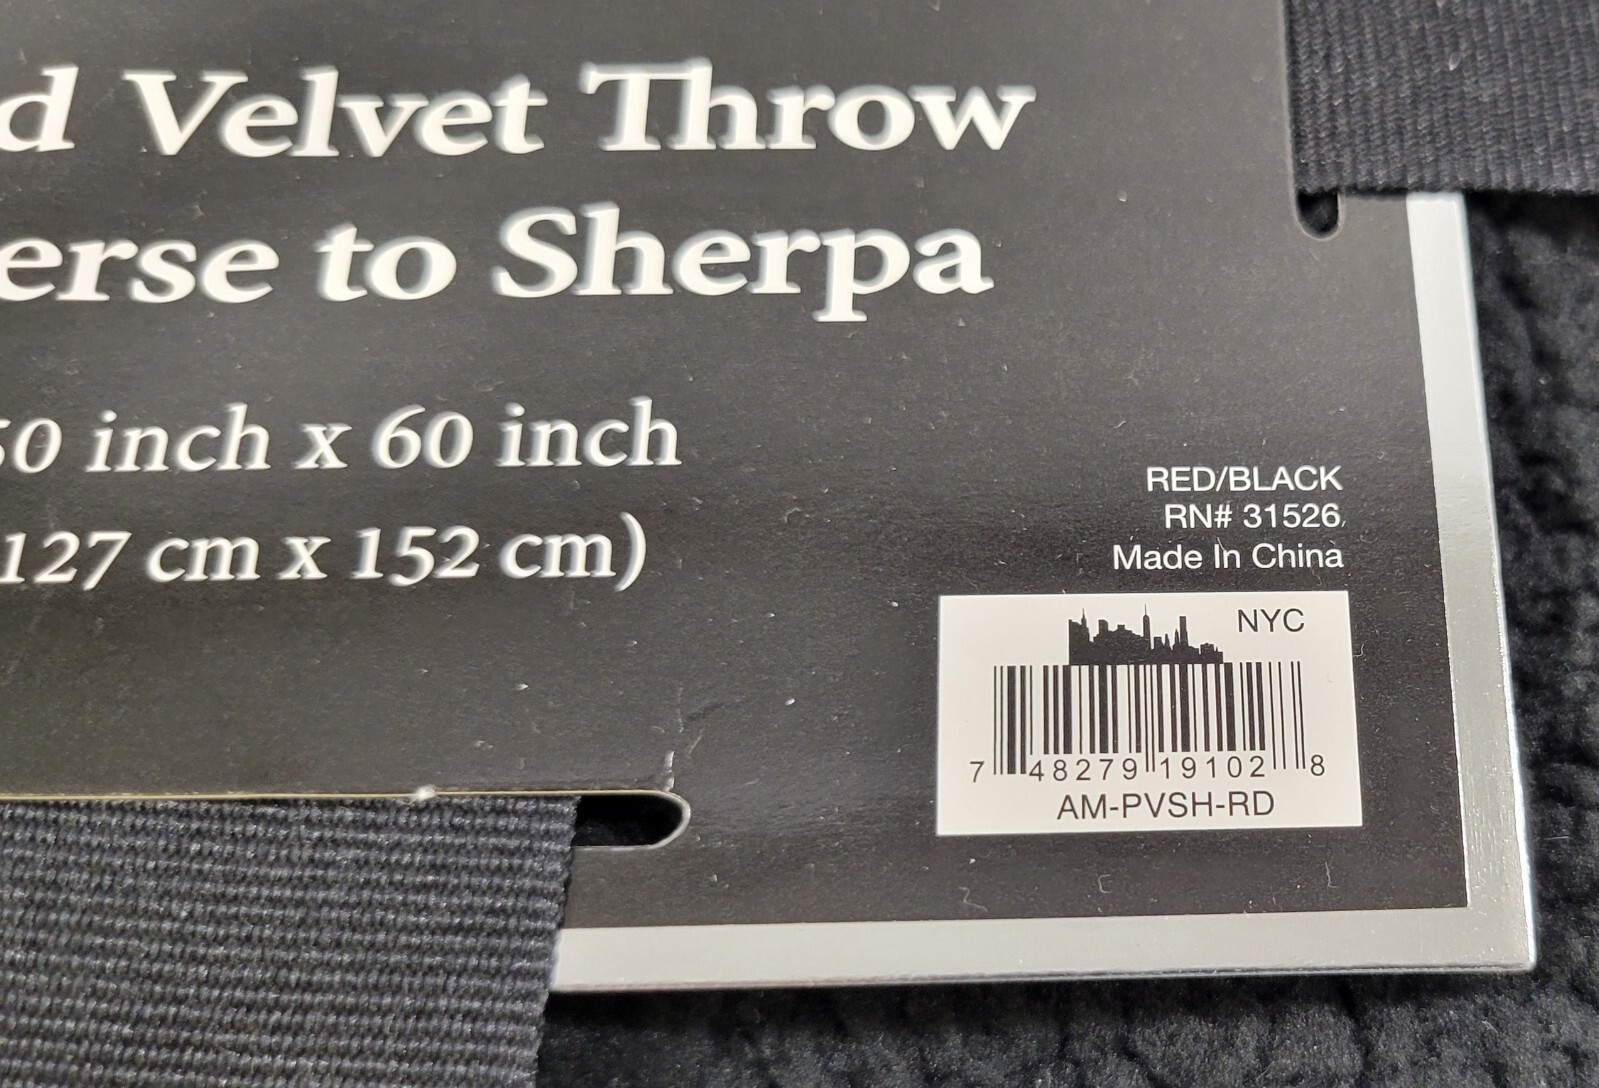 d Velvet Throw
erse to Sherpa
50 inch x 60 inch
127 cm x 152 cm)
RED/BLACK
RN# 31526
Made In China
NYC
7 48279 19102 8
AM-PVSH-RD